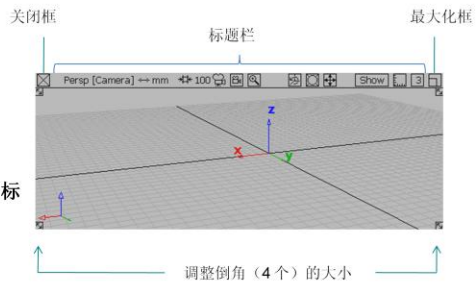 关闭框
最大化框
标题栏
Persp [Camera] ↔ mm 100 Show 3
z
x
y
标
调整倒角（4 个）的大小